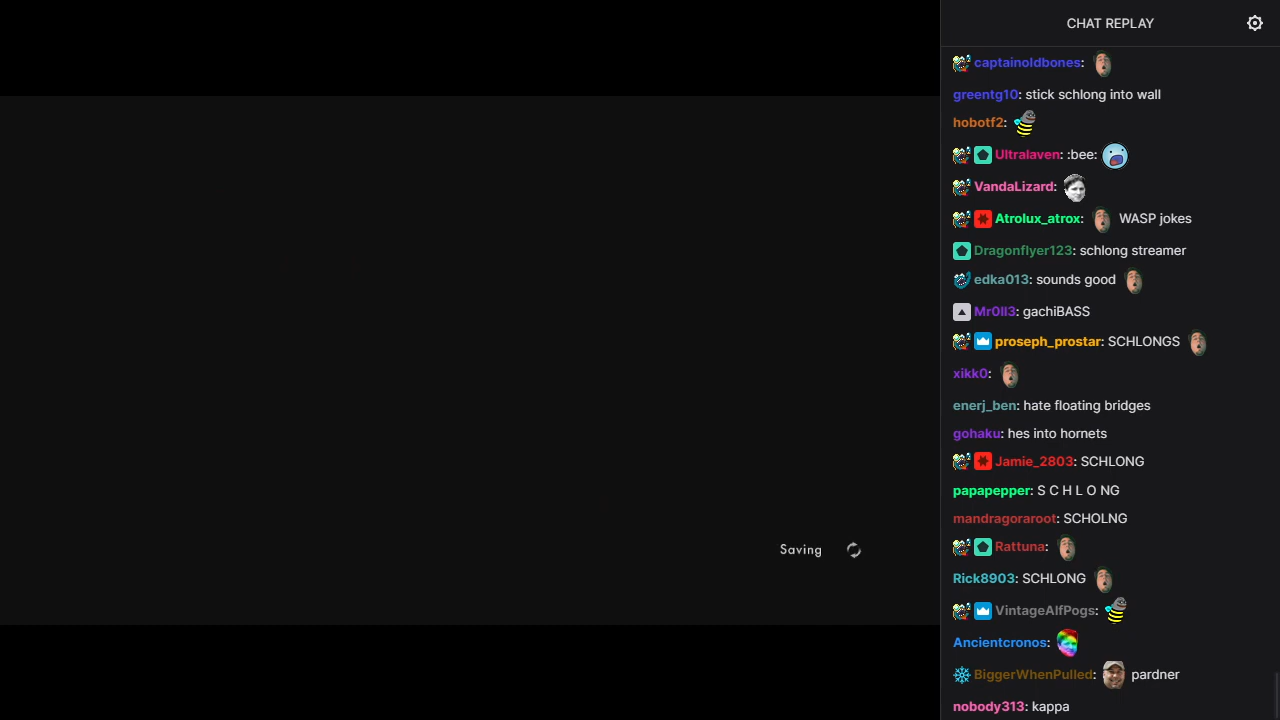 CHAT REPLAY
captainoldbones:
greentg10: stick schlong into wall
hobotf2:
Ultralaven: :bee:
VandaLizard:
Atrolux_atrox: WASP jokes
Dragonflyer123: schlong streamer
edka013: sounds good
Mr0ll3: gachiBASS
proseph_prostar: SCHLONGS
xikk0:
enerj_ben: hate floating bridges
gohaku: hes into hornets
Jamie_2803: SCHLONG
papapepper: S C H L O NG
mandragoraroot: SCHOLNG
Saving
Rattuna:
Rick8903: SCHLONG
VintageAlfPogs:
Ancientcronos:
BiggerWhenPulled: pardner
nobody313: kappa